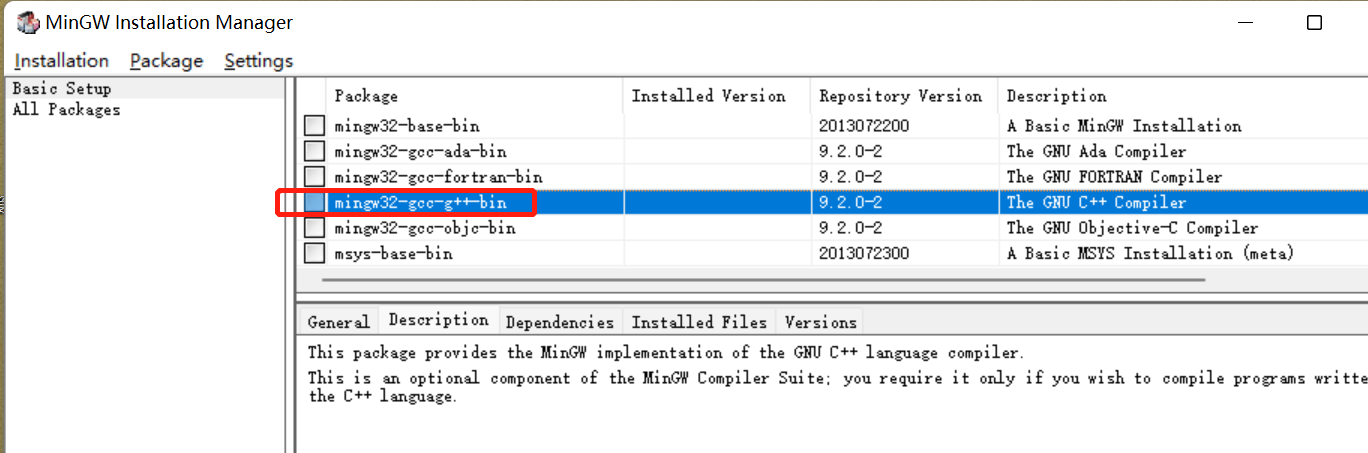 MinGW Installation Manager
Installation Package Settings
Basic Setup
All Packages
Package Installed Version Repository Version Description
mingw32-base-bin 2013072200 A Basic MinGW Installation
mingw32-gcc-ada-bin 9.2.0-2 The GNU Ada Compiler
mingw32-gcc-fortran-bin 9.2.0-2 The GNU FORTRAN Compiler
mingw32-gcc-g++-bin 9.2.0-2 The GNU C++ Compiler
mingw32-gcc-objc-bin 9.2.0-2 The GNU Objective-C Compiler
msys-base-bin 2013072300 A Basic MSYS Installation (meta)
General Description Dependencies Installed Files Versions
This package provides the MinGW implementation of the GNU C++ language compiler.
This is an optional component of the MinGW Compiler Suite; you require it only if you wish to compile programs writte
the C++ language.